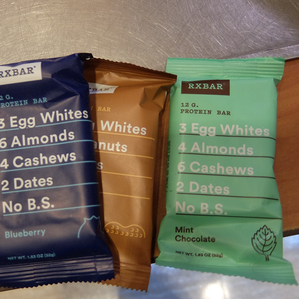 RXBAR
PROTEIN BAR
3 Egg Whites
6 Almonds
4 Cashews
2 Dates
No B.S.
Blueberry
NET WT. 1.83 OZ (52g)
Whites
nuts
RXBAR
12 G.
PROTEIN BAR
3 Egg Whites
4 Almonds
6 Cashews
2 Dates
No B.S.
Mint
Chocolate
NET WT. 1.83 OZ (52g)